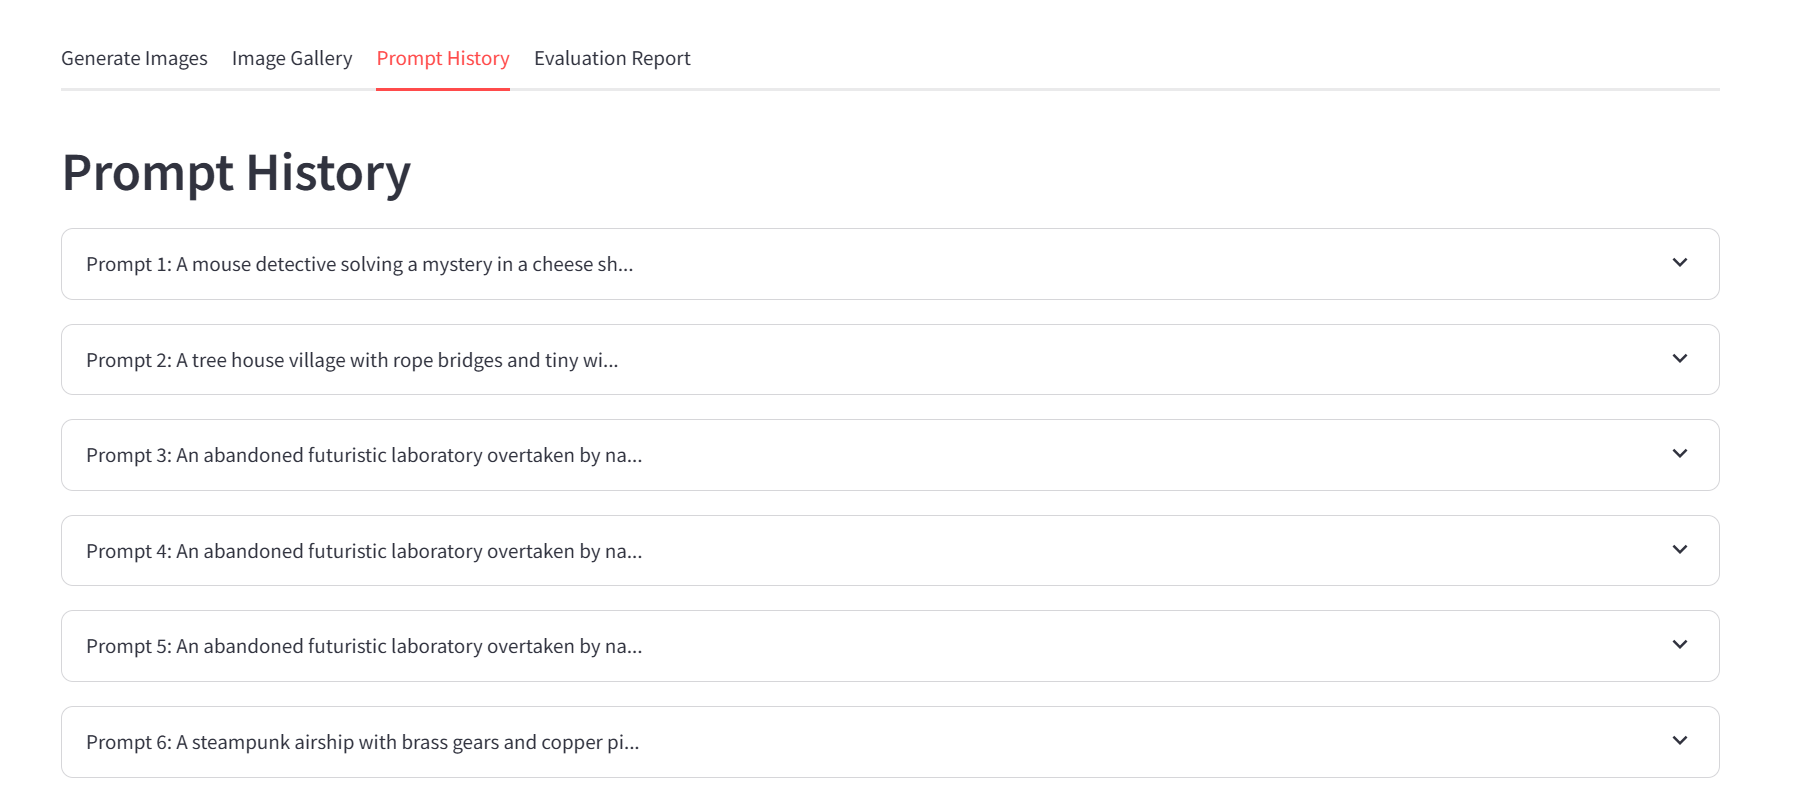 Generate Images Image Gallery Prompt History Evaluation Report
Prompt History
Prompt 1: A mouse detective solving a mystery in a cheese sh...
Prompt 2: A tree house village with rope bridges and tiny wi...
Prompt 3: An abandoned futuristic laboratory overtaken by na...
Prompt 4: An abandoned futuristic laboratory overtaken by na...
Prompt 5: An abandoned futuristic laboratory overtaken by na...
Prompt 6: A steampunk airship with brass gears and copper pi...